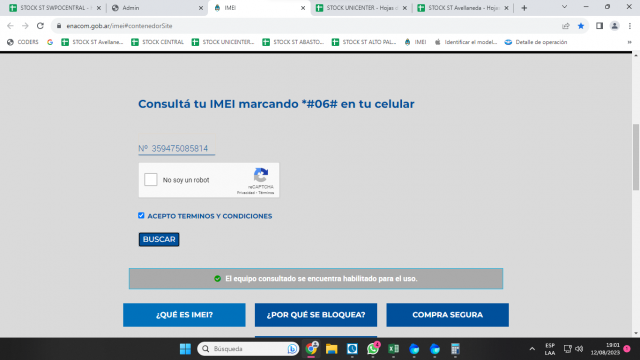 STOCK ST SWPOCENTRAL -
Admin
IMEI
STOCK UNICENTER - Hojas d
STOCK ST Avellaneda - Hoja
enacom.gob.ar/imei#contenedorSite
CODERS
STOCK ST Avellane...
STOCK CENTRAL
STOCK UNICENTER...
STOCK ST ABASTO...
STOCK ST ALTO PAL...
IMEI
Identificar el model...
Detalle de operación
Consultá tu IMEI marcando *#06# en tu celular
Nº 359475085814
No soy un robot
reCAPTCHA
Privacidad - Términos
ACEPTO TERMINOS Y CONDICIONES
BUSCAR
El equipo consultado se encuentra habilitado para el uso.
¿QUÉ ES IMEI?
¿POR QUÉ SE BLOQUEA?
COMPRA SEGURA
Búsqueda
ESP
LAA
19:01
12/08/2023